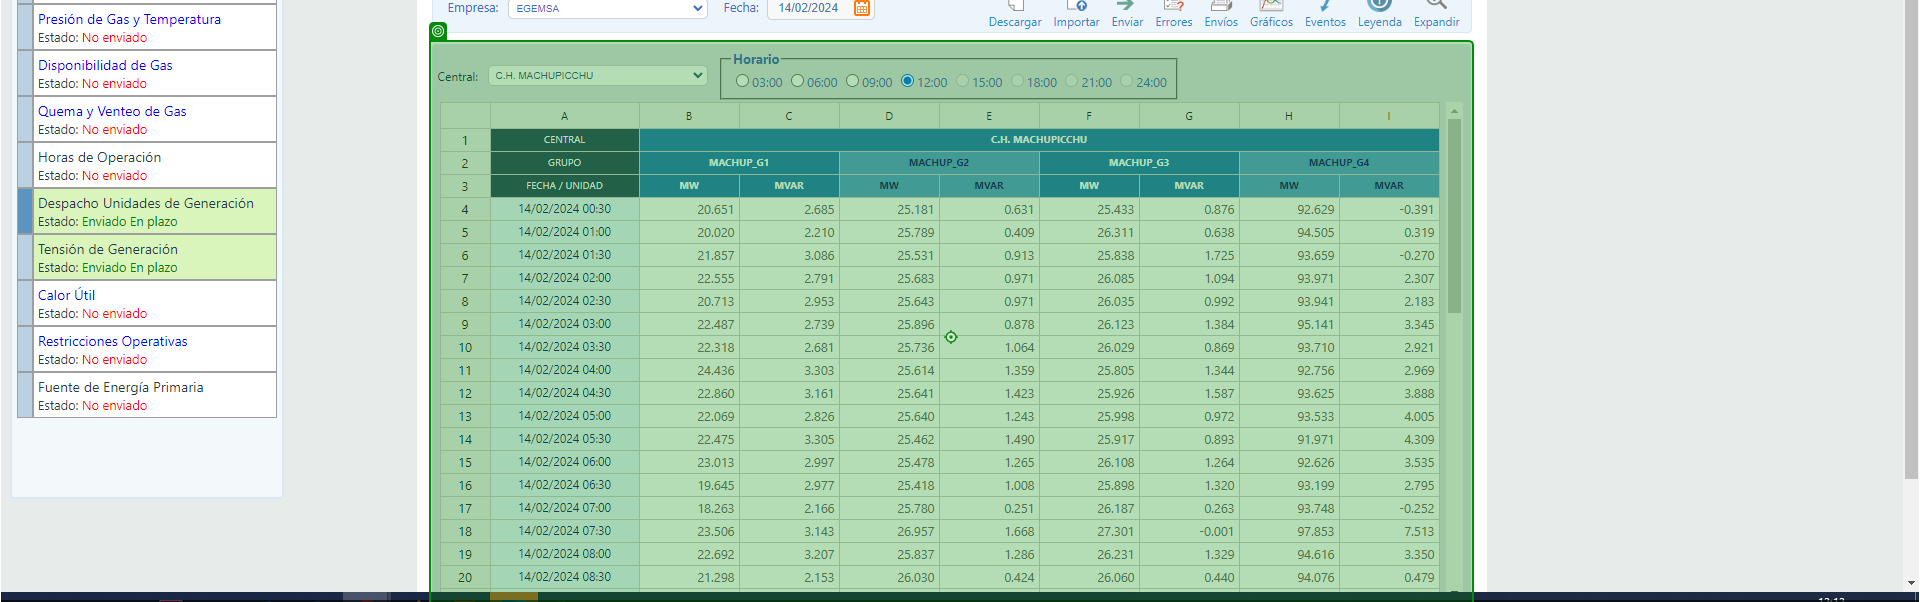 Presión de Gas y Temperatura
Estado: No enviado
Disponibilidad de Gas
Estado: No enviado
Quema y Venteo de Gas
Estado: No enviado
Horas de Operación
Estado: No enviado
Despacho Unidades de Generación
Estado: Enviado En plazo
Tensión de Generación
Estado: Enviado En plazo
Calor Útil
Estado: No enviado
Restricciones Operativas
Estado: No enviado
Fuente de Energía Primaria
Estado: No enviado
Empresa: EGEMSA Fecha: 14/02/2024
Descargar Importar Enviar Errores Envíos Gráficos Eventos Leyenda Expandir
Central: C.H. MACHUPICCHU
Horario
03:00 06:00 09:00 12:00 15:00 18:00 21:00 24:00
A B C D E F G H I
1 CENTRAL C.H. MACHUPICCHU
2 GRUPO MACHUP_G1 MACHUP_G2 MACHUP_G3 MACHUP_G4
3 FECHA / UNIDAD MW MVAR MW MVAR MW MVAR MW MVAR
4 14/02/2024 00:30 20.651 2.685 25.181 0.631 25.433 0.876 92.629 -0.391
5 14/02/2024 01:00 20.020 2.210 25.789 0.409 26.311 0.638 94.505 0.319
6 14/02/2024 01:30 21.857 3.086 25.531 0.913 25.838 1.725 93.659 -0.270
7 14/02/2024 02:00 22.555 2.791 25.683 0.971 26.085 1.094 93.971 2.307
8 14/02/2024 02:30 20.713 2.953 25.643 0.971 26.035 0.992 93.941 2.183
9 14/02/2024 03:00 22.487 2.739 25.896 0.878 26.123 1.384 95.141 3.345
10 14/02/2024 03:30 22.318 2.681 25.736 1.064 26.029 0.869 93.710 2.921
11 14/02/2024 04:00 24.436 3.303 25.614 1.359 25.805 1.344 92.756 2.969
12 14/02/2024 04:30 22.860 3.161 25.641 1.423 25.926 1.587 93.625 3.888
13 14/02/2024 05:00 22.069 2.826 25.640 1.243 25.998 0.972 93.533 4.005
14 14/02/2024 05:30 22.475 3.305 25.462 1.490 25.917 0.893 91.971 4.309
15 14/02/2024 06:00 23.013 2.997 25.478 1.265 26.108 1.264 92.626 3.535
16 14/02/2024 06:30 19.645 2.977 25.418 1.008 25.898 1.320 93.199 2.795
17 14/02/2024 07:00 18.263 2.166 25.780 0.251 26.187 0.263 93.748 -0.252
18 14/02/2024 07:30 23.506 3.143 26.957 1.668 27.301 -0.001 97.853 7.513
19 14/02/2024 08:00 22.692 3.207 25.837 1.286 26.231 1.329 94.616 3.350
20 14/02/2024 08:30 21.298 2.153 26.030 0.424 26.060 0.440 94.076 0.479